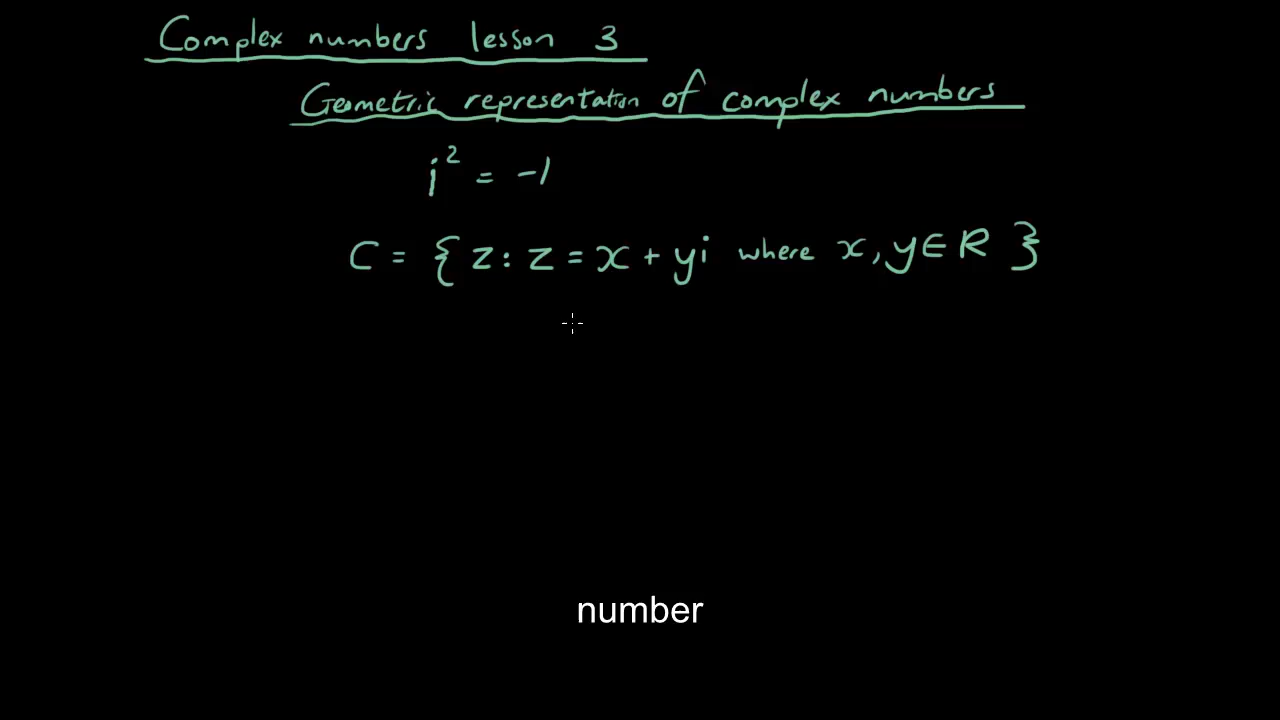 Complex numbers lesson 3
Geometric representation of complex numbers
i² = -1
C = { z : z = x + yi where x, y ∈ R }
number